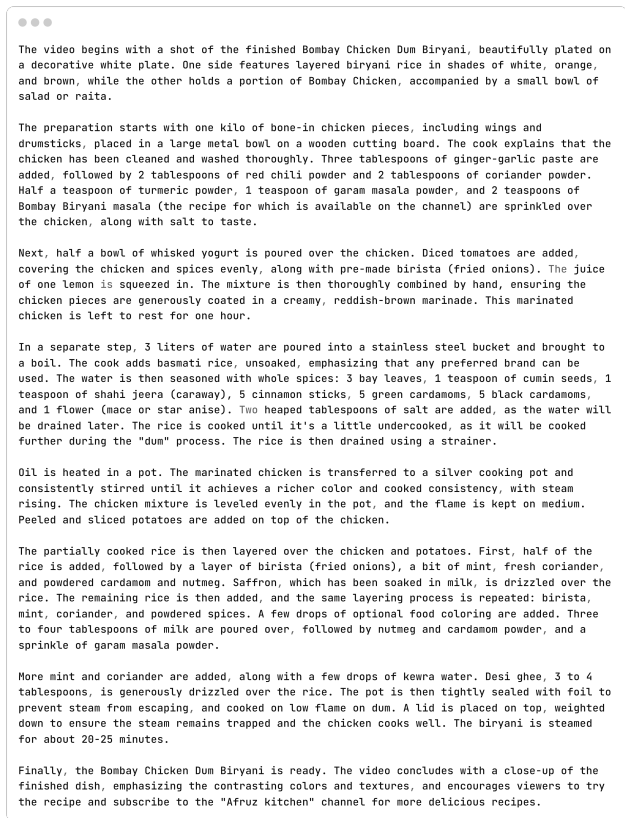 The video begins with a shot of the finished Bombay Chicken Dum Biryani, beautifully plated on
a decorative white plate. One side features layered biryani rice in shades of white, orange,
and brown, while the other holds a portion of Bombay Chicken, accompanied by a small bowl of
salad or raita.
The preparation starts with one kilo of bone-in chicken pieces, including wings and
drumsticks, placed in a large metal bowl on a wooden cutting board. The cook explains that the
chicken has been cleaned and washed thoroughly. Three tablespoons of ginger-garlic paste are
added, followed by 2 tablespoons of red chili powder and 2 tablespoons of coriander powder.
Half a teaspoon of turmeric powder, 1 teaspoon of garam masala powder, and 2 teaspoons of
Bombay Biryani masala (the recipe for which is available on the channel) are sprinkled over
the chicken, along with salt to taste.
Next, half a bowl of whisked yogurt is poured over the chicken. Diced tomatoes are added,
covering the chicken and spices evenly, along with pre-made birista (fried onions). The juice
of one lemon is squeezed in. The mixture is then thoroughly combined by hand, ensuring the
chicken pieces are generously coated in a creamy, reddish-brown marinade. This marinated
chicken is left to rest for one hour.
In a separate step, 3 liters of water are poured into a stainless steel bucket and brought to
a boil. The cook adds basmati rice, unsoaked, emphasizing that any preferred brand can be
used. The water is then seasoned with whole spices: 3 bay leaves, 1 teaspoon of cumin seeds, 1
teaspoon of shahi jeera (caraway), 5 cinnamon sticks, 5 green cardamoms, 5 black cardamoms,
and 1 flower (mace or star anise). Two heaped tablespoons of salt are added, as the water will
be drained later. The rice is cooked until it's a little undercooked, as it will be cooked
further during the "dum" process. The rice is then drained using a strainer.
Oil is heated in a pot. The marinated chicken is transferred to a silver cooking pot and
consistently stirred until it achieves a richer color and cooked consistency, with steam
rising. The chicken mixture is leveled evenly in the pot, and the flame is kept on medium.
Peeled and sliced potatoes are added on top of the chicken.
The partially cooked rice is then layered over the chicken and potatoes. First, half of the
rice is added, followed by a layer of birista (fried onions), a bit of mint, fresh coriander,
and powdered cardamom and nutmeg. Saffron, which has been soaked in milk, is drizzled over the
rice. The remaining rice is then added, and the same layering process is repeated: birista,
mint, coriander, and powdered spices. A few drops of optional food coloring are added. Three
to four tablespoons of milk are poured over, followed by nutmeg and cardamom powder, and a
sprinkle of garam masala powder.
More mint and coriander are added, along with a few drops of kewra water. Desi ghee, 3 to 4
tablespoons, is generously drizzled over the rice. The pot is then tightly sealed with foil to
prevent steam from escaping, and cooked on low flame on dum. A lid is placed on top, weighted
down to ensure the steam remains trapped and the chicken cooks well. The biryani is steamed
for about 20-25 minutes.
Finally, the Bombay Chicken Dum Biryani is ready. The video concludes with a close-up of the
finished dish, emphasizing the contrasting colors and textures, and encourages viewers to try
the recipe and subscribe to the "Afruz kitchen" channel for more delicious recipes.